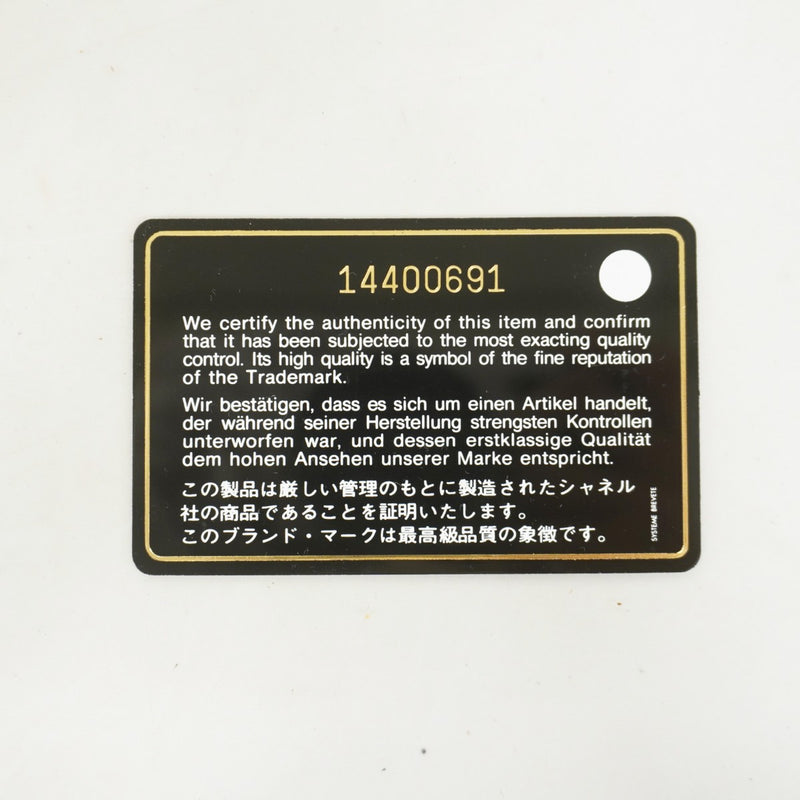 14400691
We certify the authenticity of this item and confirm
that it has been subjected to the most exacting quality
control. Its high quality is a symbol of the fine reputation
of the Trademark.
Wir bestätigen, dass es sich um einen Artikel handelt,
der während seiner Herstellung strengsten Kontrollen
unterworfen war, und dessen erstklassige Qualität
dem hohen Ansehen unserer Marke entspricht.
この製品は厳しい管理のもとに製造されたシャネル
社の商品であることを証明いたします。
このブランド・マークは最高級品質の象徴です。
SYSTEME BREVETE